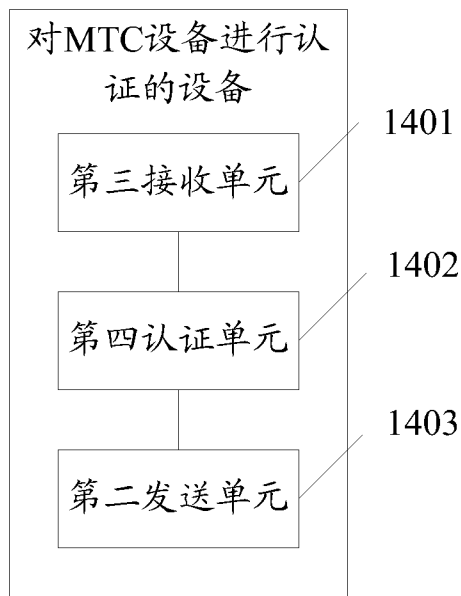 对MTC设备进行认
证的设备
1401
第三接收单元
1402
第四认证单元
1403
第二发送单元